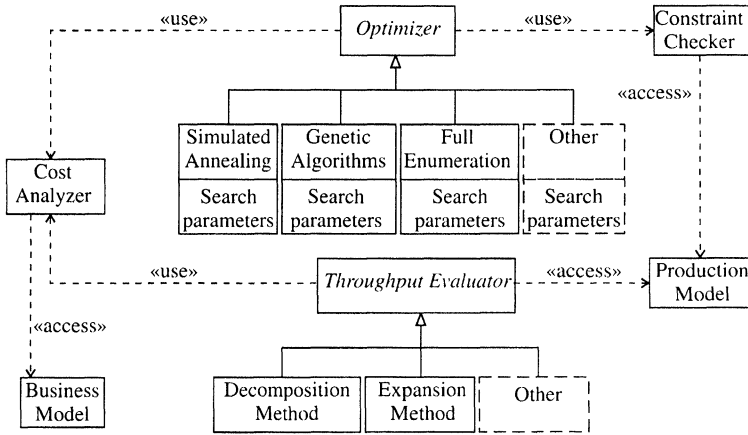 «use»
Optimizer
«use»
Constraint
Checker
«access»
Simulated
Annealing
Search
parameters
Genetic
Algorithms
Search
parameters
Full
Enumeration
Search
parameters
Other
Search
parameters
Cost
Analyzer
«use»
Throughput Evaluator
«access»
Production
Model
«access»
Business
Model
Decomposition
Method
Expansion
Method
Other